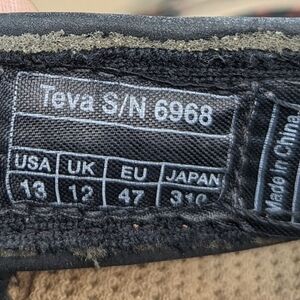 Teva S/N 6968
USA UK EU JAPAN
13 12 47 310
Made in China